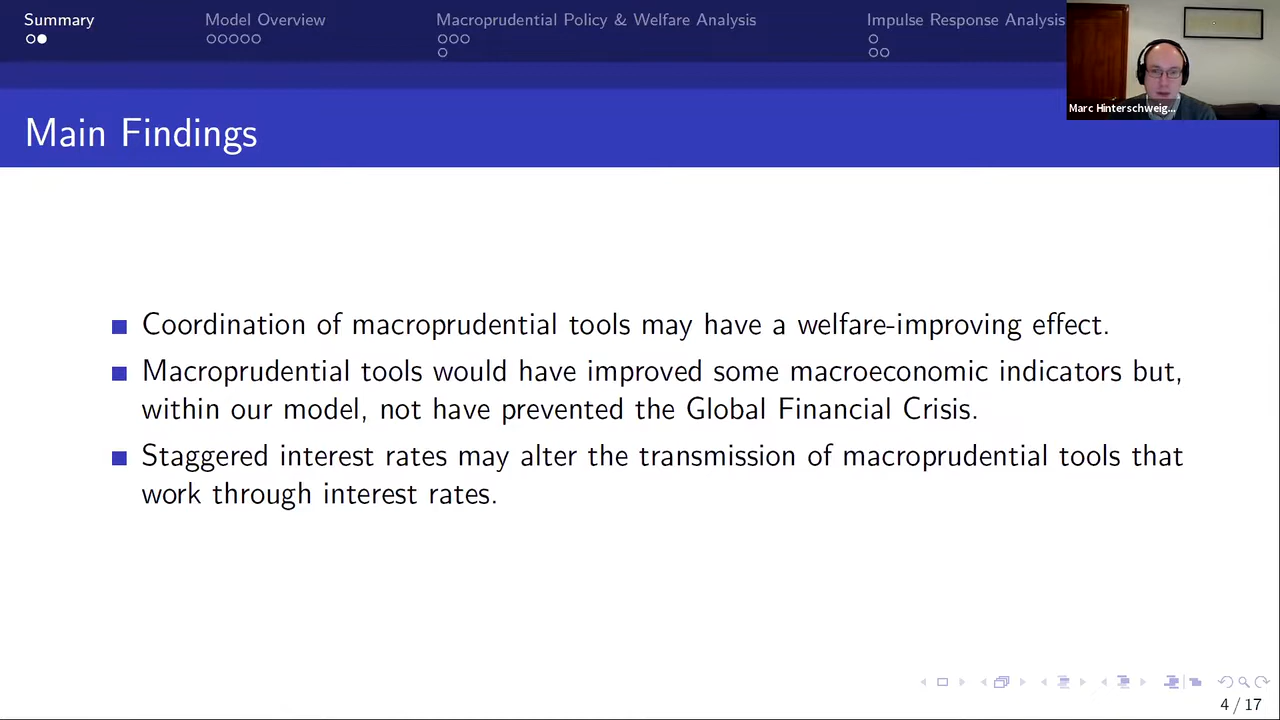 Summary
Model Overview
Macroprudential Policy & Welfare Analysis
Impulse Response Analysis
Marc Hinterschweig...
Main Findings
Coordination of macroprudential tools may have a welfare-improving effect.
Macroprudential tools would have improved some macroeconomic indicators but,
within our model, not have prevented the Global Financial Crisis.
Staggered interest rates may alter the transmission of macroprudential tools that
work through interest rates.
4 / 17